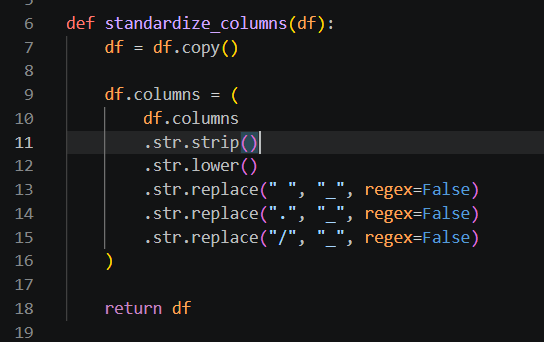 6 def standardize_columns(df):
7     df = df.copy()
8
9     df.columns = (
10         df.columns
11         .str.strip()
12         .str.lower()
13         .str.replace(" ", "_", regex=False)
14         .str.replace(".", "_", regex=False)
15         .str.replace("/", "_", regex=False)
16     )
17
18     return df
19